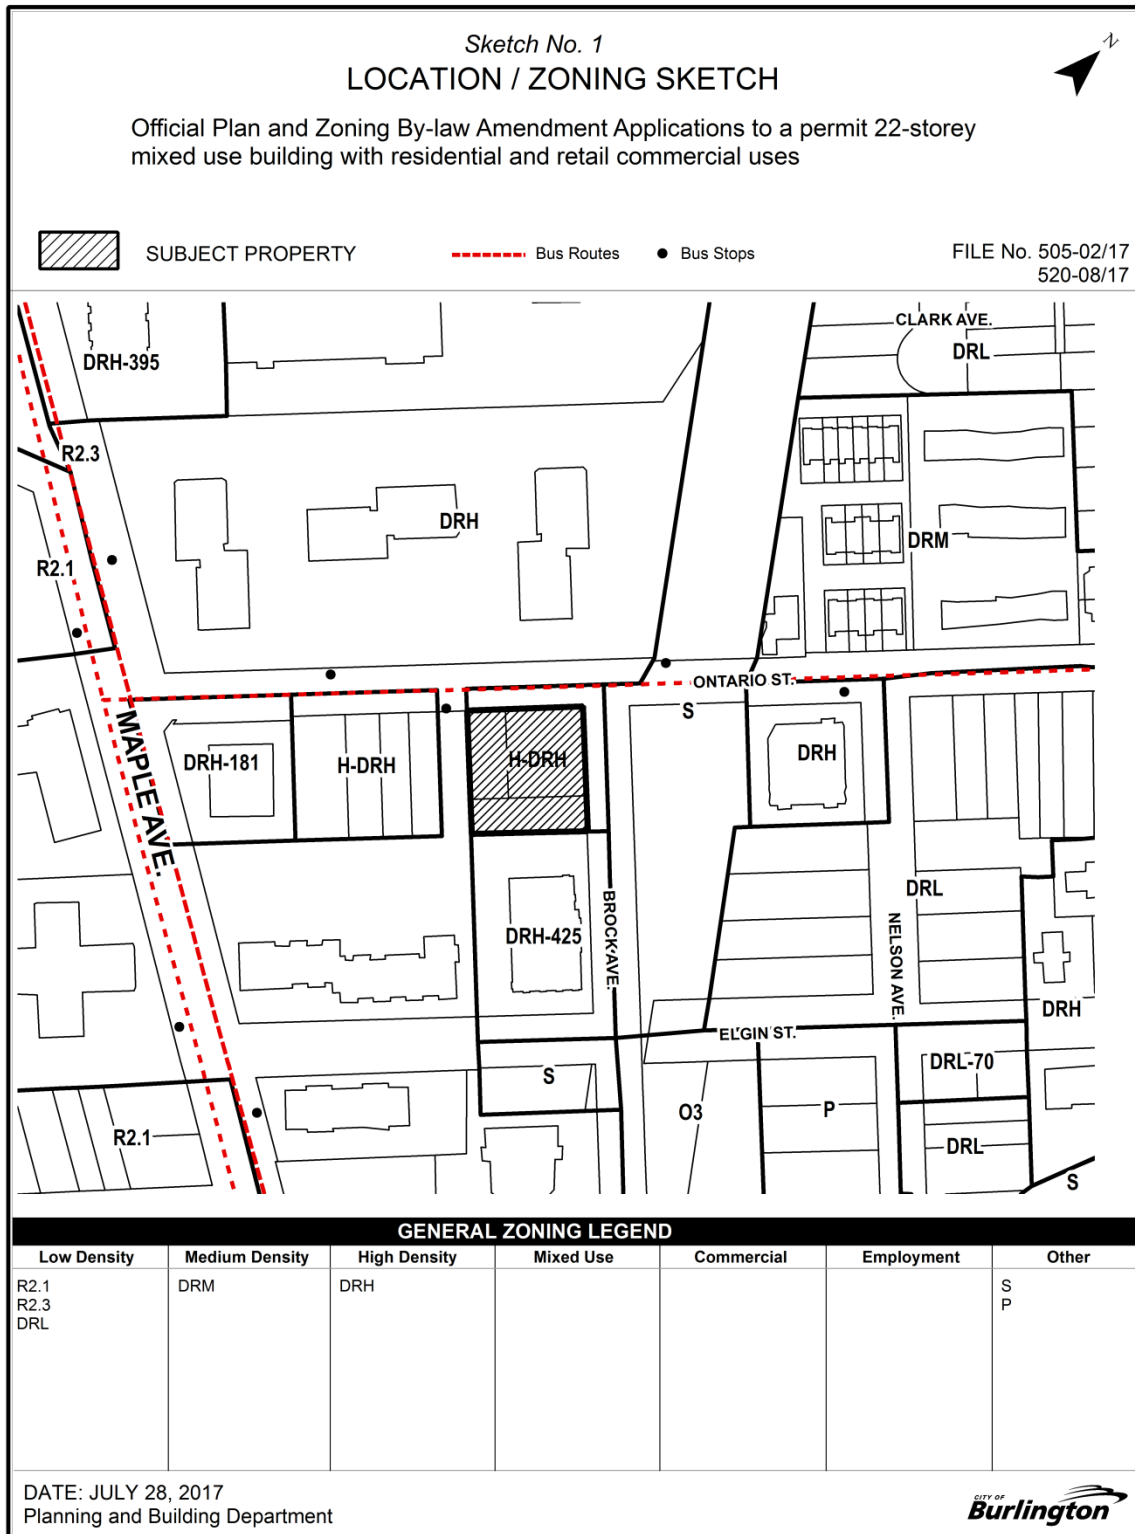 Sketch No. 1
LOCATION / ZONING SKETCH
N
Official Plan and Zoning By-law Amendment Applications to a permit 22-storey
mixed use building with residential and retail commercial uses
SUBJECT PROPERTY
Bus Routes
Bus Stops
FILE No. 505-02/17
520-08/17
CLARK AVE.
DRL
DRH-395
R2.3
DRH
DRM
R2.1
ONTARIO ST.
S
MAPLE AVE.
DRH-181
H-DRH
H-DRH
DRH
DRL
BROCK AVE.
NELSON AVE.
DRH-425
DRH
ELGIN ST.
DRL-70
S
O3
P
R2.1
DRL
S
GENERAL ZONING LEGEND
Low Density Medium Density High Density Mixed Use Commercial Employment Other
R2.1 DRM DRH S
R2.3 P
DRL
DATE: JULY 28, 2017
Planning and Building Department
CITY OF
Burlington